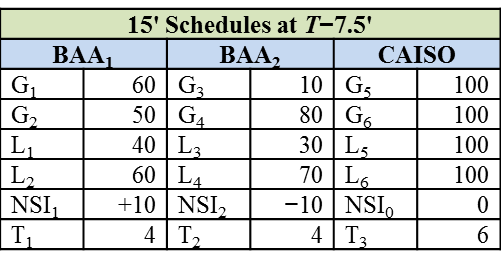 15' Schedules at T−7.5'
BAA1 BAA2 CAISO
G1 60 G3 10 G5 100
G2 50 G4 80 G6 100
L1 40 L3 30 L5 100
L2 60 L4 70 L6 100
NSI1 +10 NSI2 −10 NSI0 0
T1 4 T2 4 T3 6